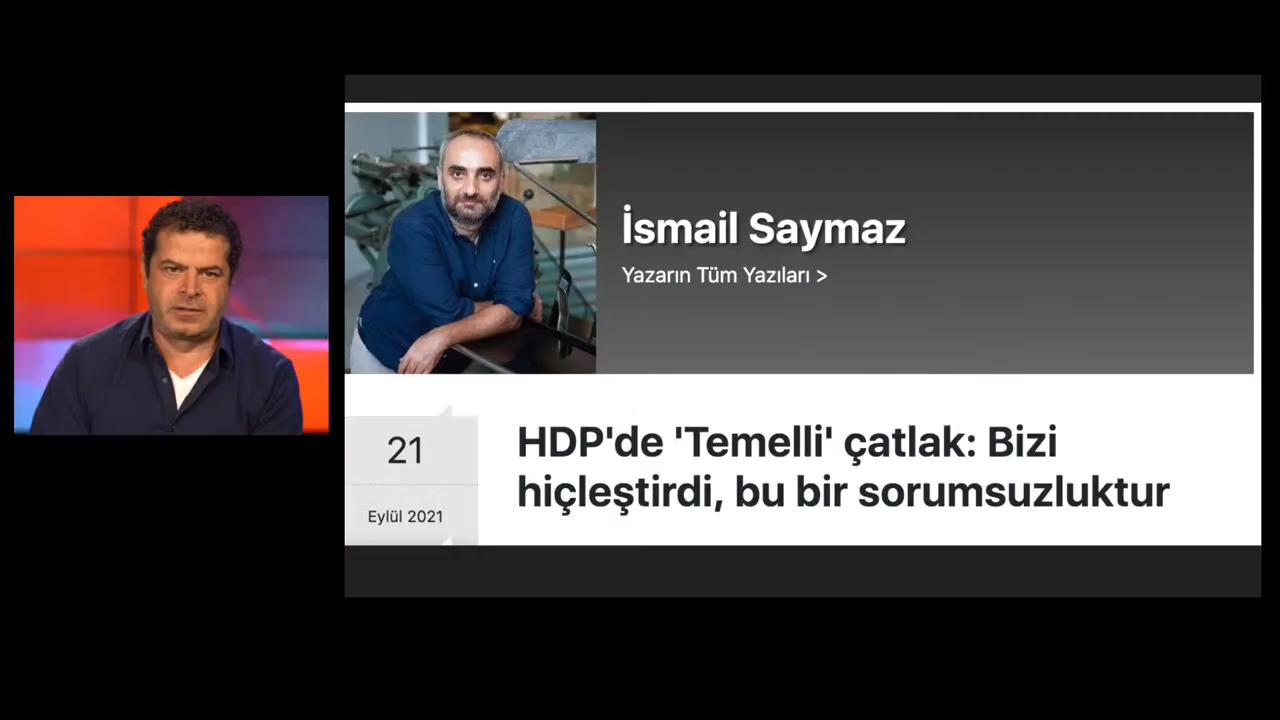 İsmail Saymaz
Yazarın Tüm Yazıları >
21
Eylül 2021
HDP'de 'Temelli' çatlak: Bizi
hiçleştirdi, bu bir sorumsuzluktur